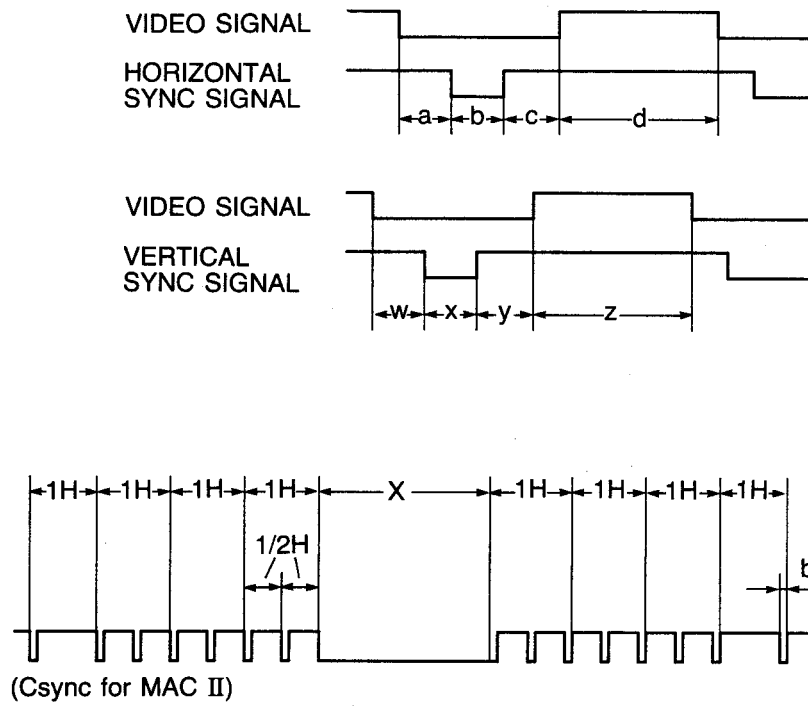 VIDEO SIGNAL
HORIZONTAL
SYNC SIGNAL
a b c d
VIDEO SIGNAL
VERTICAL
SYNC SIGNAL
w x y z
1H 1H 1H 1H X 1H 1H 1H 1H
1/2H
b
(Csync for MAC II)